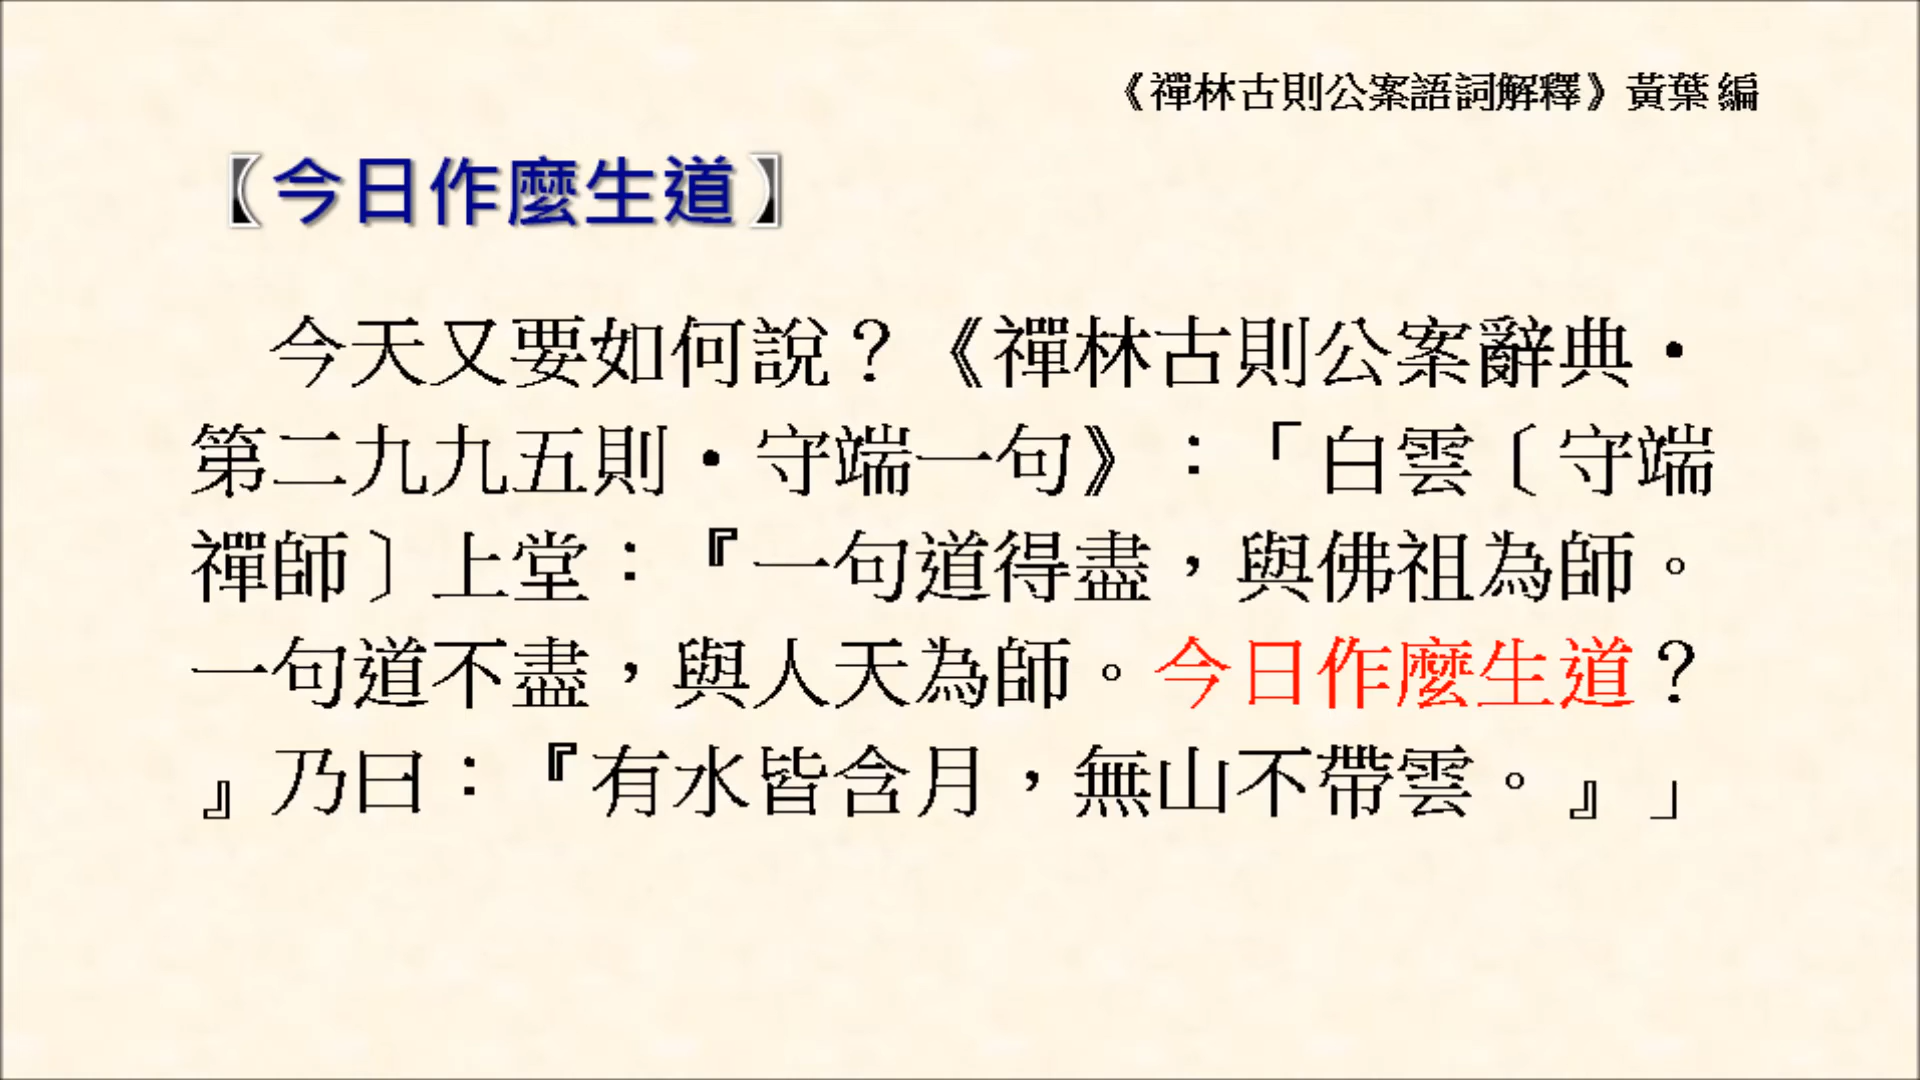 《禪林古則公案語詞解釋》黃葉 編
〖今日作麼生道〗
今天又要如何說？《禪林古則公案辭典・
第二九九五則・守端一句》：「白雲〔守端
禪師〕上堂：『一句道得盡，與佛祖為師。
一句道不盡，與人天為師。今日作麼生道？
』乃曰：『有水皆含月，無山不帶雲。』」